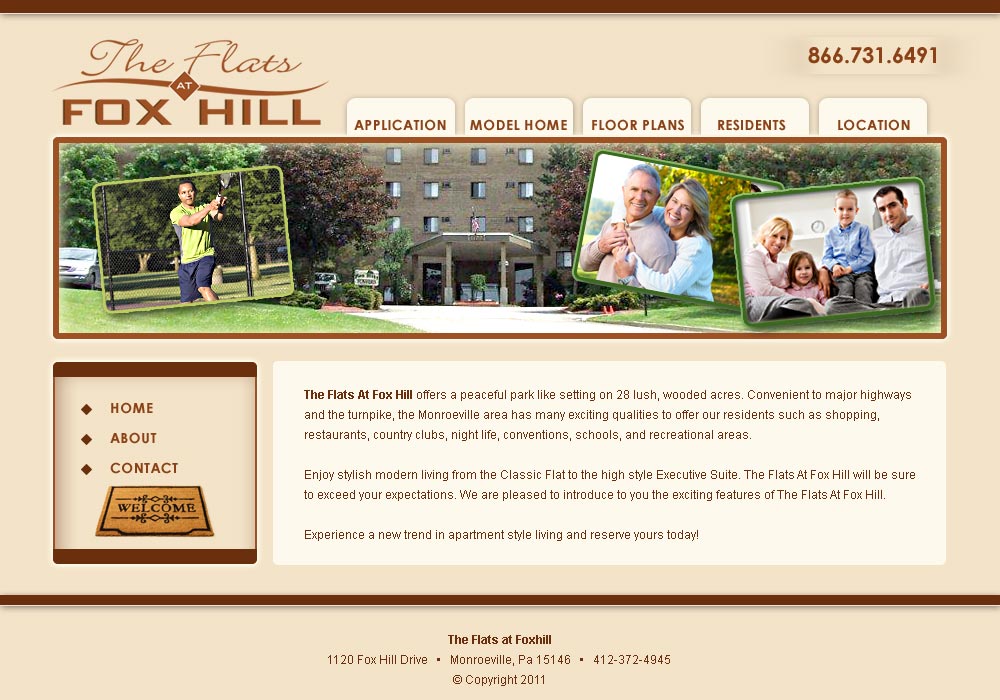 The Flats
AT
FOX HILL
866.731.6491
APPLICATION
MODEL HOME
FLOOR PLANS
RESIDENTS
LOCATION
HOME
ABOUT
CONTACT
WELCOME
The Flats At Fox Hill offers a peaceful park like setting on 28 lush, wooded acres. Convenient to major highways
and the turnpike, the Monroeville area has many exciting qualities to offer our residents such as shopping,
restaurants, country clubs, night life, conventions, schools, and recreational areas.
Enjoy stylish modern living from the Classic Flat to the high style Executive Suite. The Flats At Fox Hill will be sure
to exceed your expectations. We are pleased to introduce to you the exciting features of The Flats At Fox Hill.
Experience a new trend in apartment style living and reserve yours today!
The Flats at Foxhill
1120 Fox Hill Drive • Monroeville, Pa 15146 • 412-372-4945
© Copyright 2011